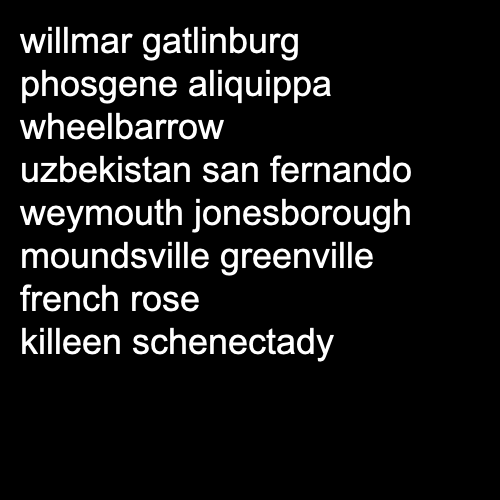 willmar gatlinburg
phosgene aliquippa
wheelbarrow
uzbekistan san fernando
weymouth jonesborough
moundsville greenville
french rose
killeen schenectady